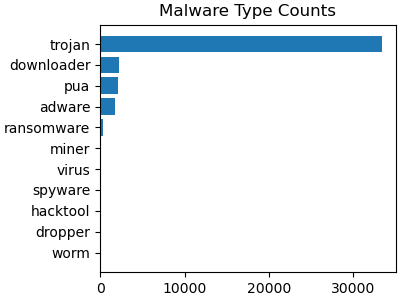 Malware Type Counts
trojan
downloader
pua
adware
ransomware
miner
virus
spyware
hacktool
dropper
worm
0 10000 20000 30000